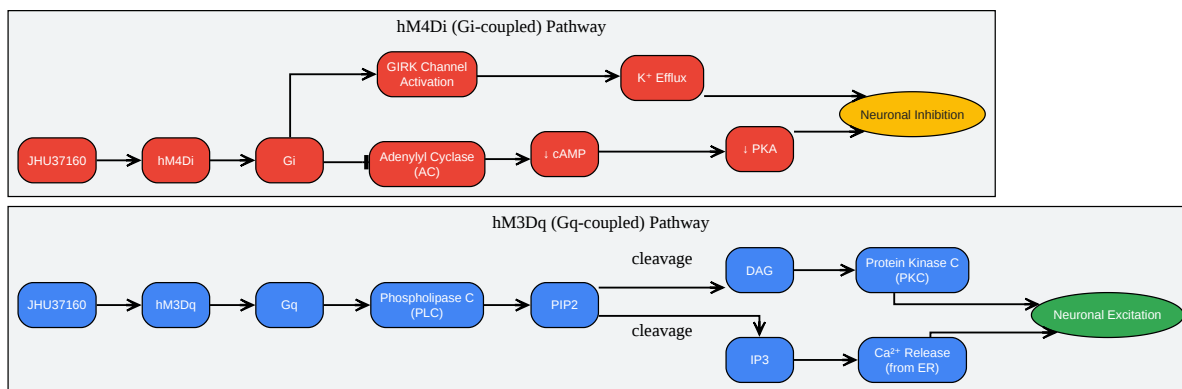 hM4Di (Gi-coupled) Pathway
GIRK Channel
Activation
K⁺ Efflux
Neuronal Inhibition
JHU37160
hM4Di
Gi
Adenylyl Cyclase
(AC)
↓ cAMP
↓ PKA
hM3Dq (Gq-coupled) Pathway
cleavage
DAG
Protein Kinase C
(PKC)
JHU37160
hM3Dq
Gq
Phospholipase C
(PLC)
PIP2
Neuronal Excitation
cleavage
IP3
Ca²⁺ Release
(from ER)